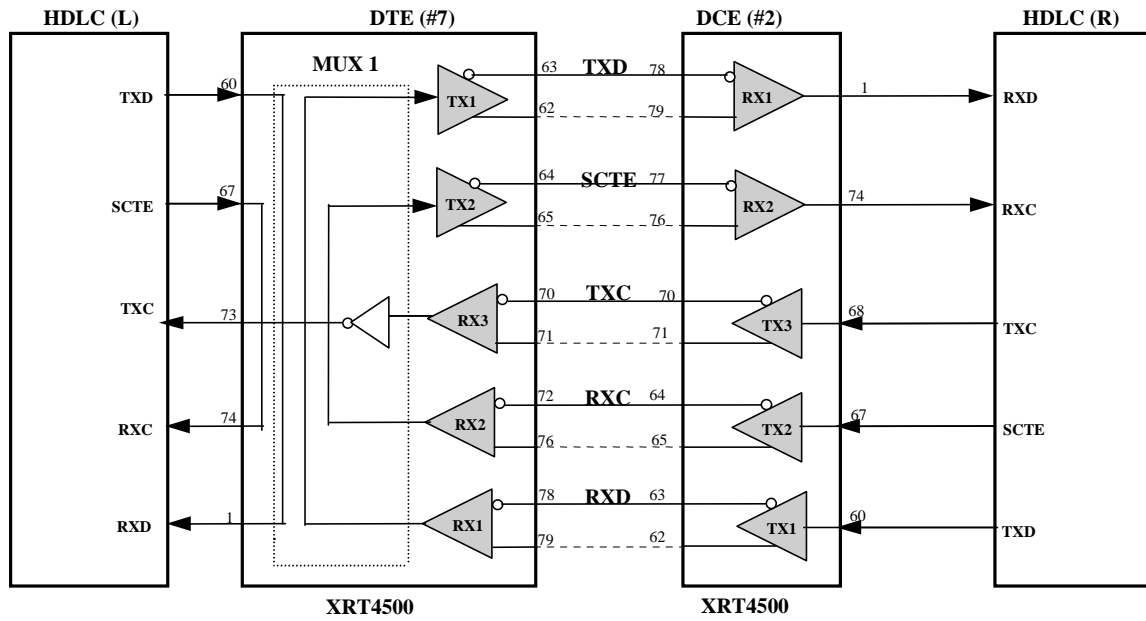 HDLC (L) DTE (#7) DCE (#2) HDLC (R)
MUX 1
TXD 60 TX1 63 TXD 78 RX1 1 RXD
62 79
SCTE 67 TX2 64 SCTE 77 RX2 74 RXC
65 76
TXC 73 RX3 70 TXC 70 TX3 68 TXC
71 71
RXC 74 RX2 72 RXC 64 TX2 67 SCTE
76 65
RXD 1 RX1 78 RXD 63 TX1 60 TXD
79 62
XRT4500 XRT4500